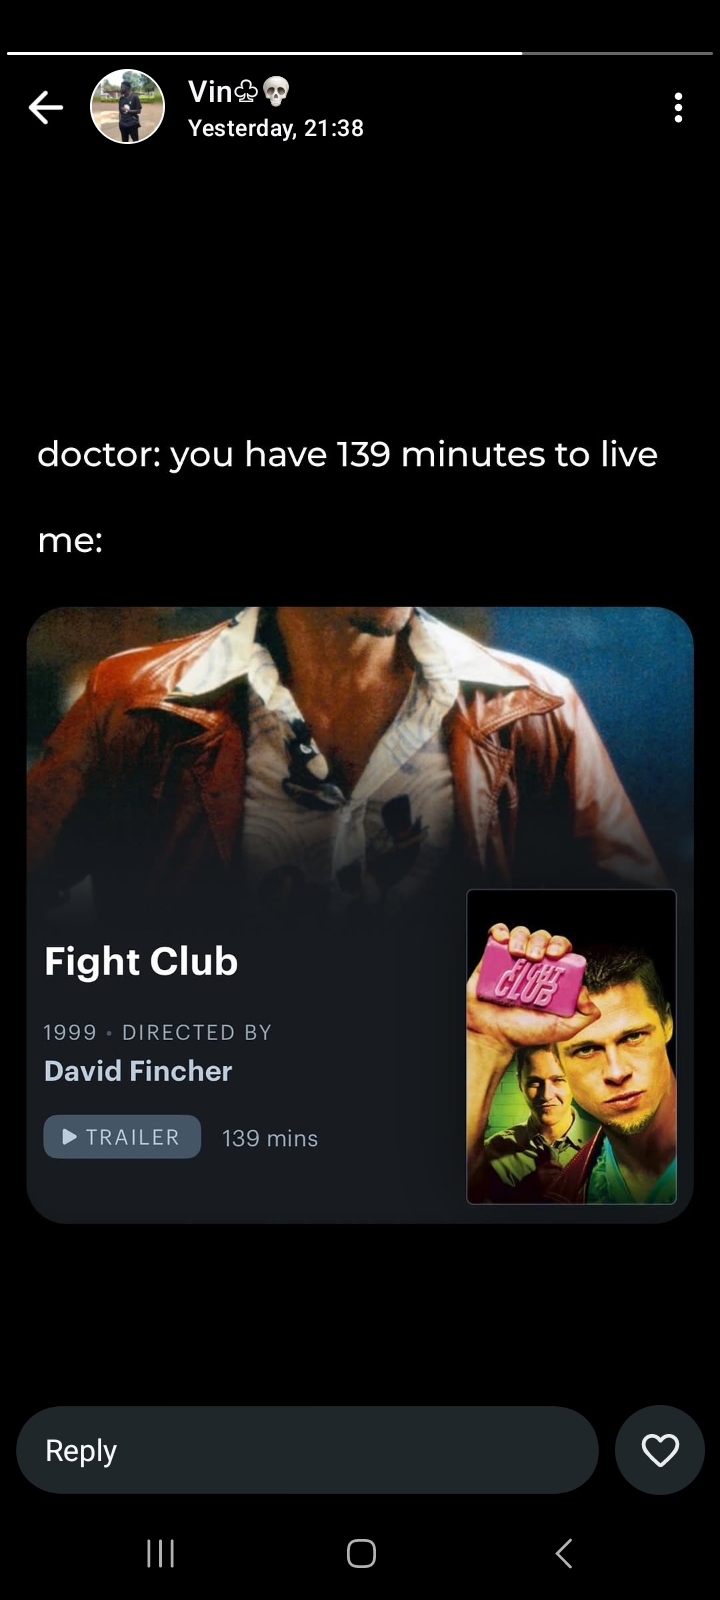 Vin♧💀
Yesterday, 21:38
doctor: you have 139 minutes to live
me:
Fight Club
1999 • DIRECTED BY
David Fincher
▶ TRAILER 139 mins
FIGHT
CLUB
Reply